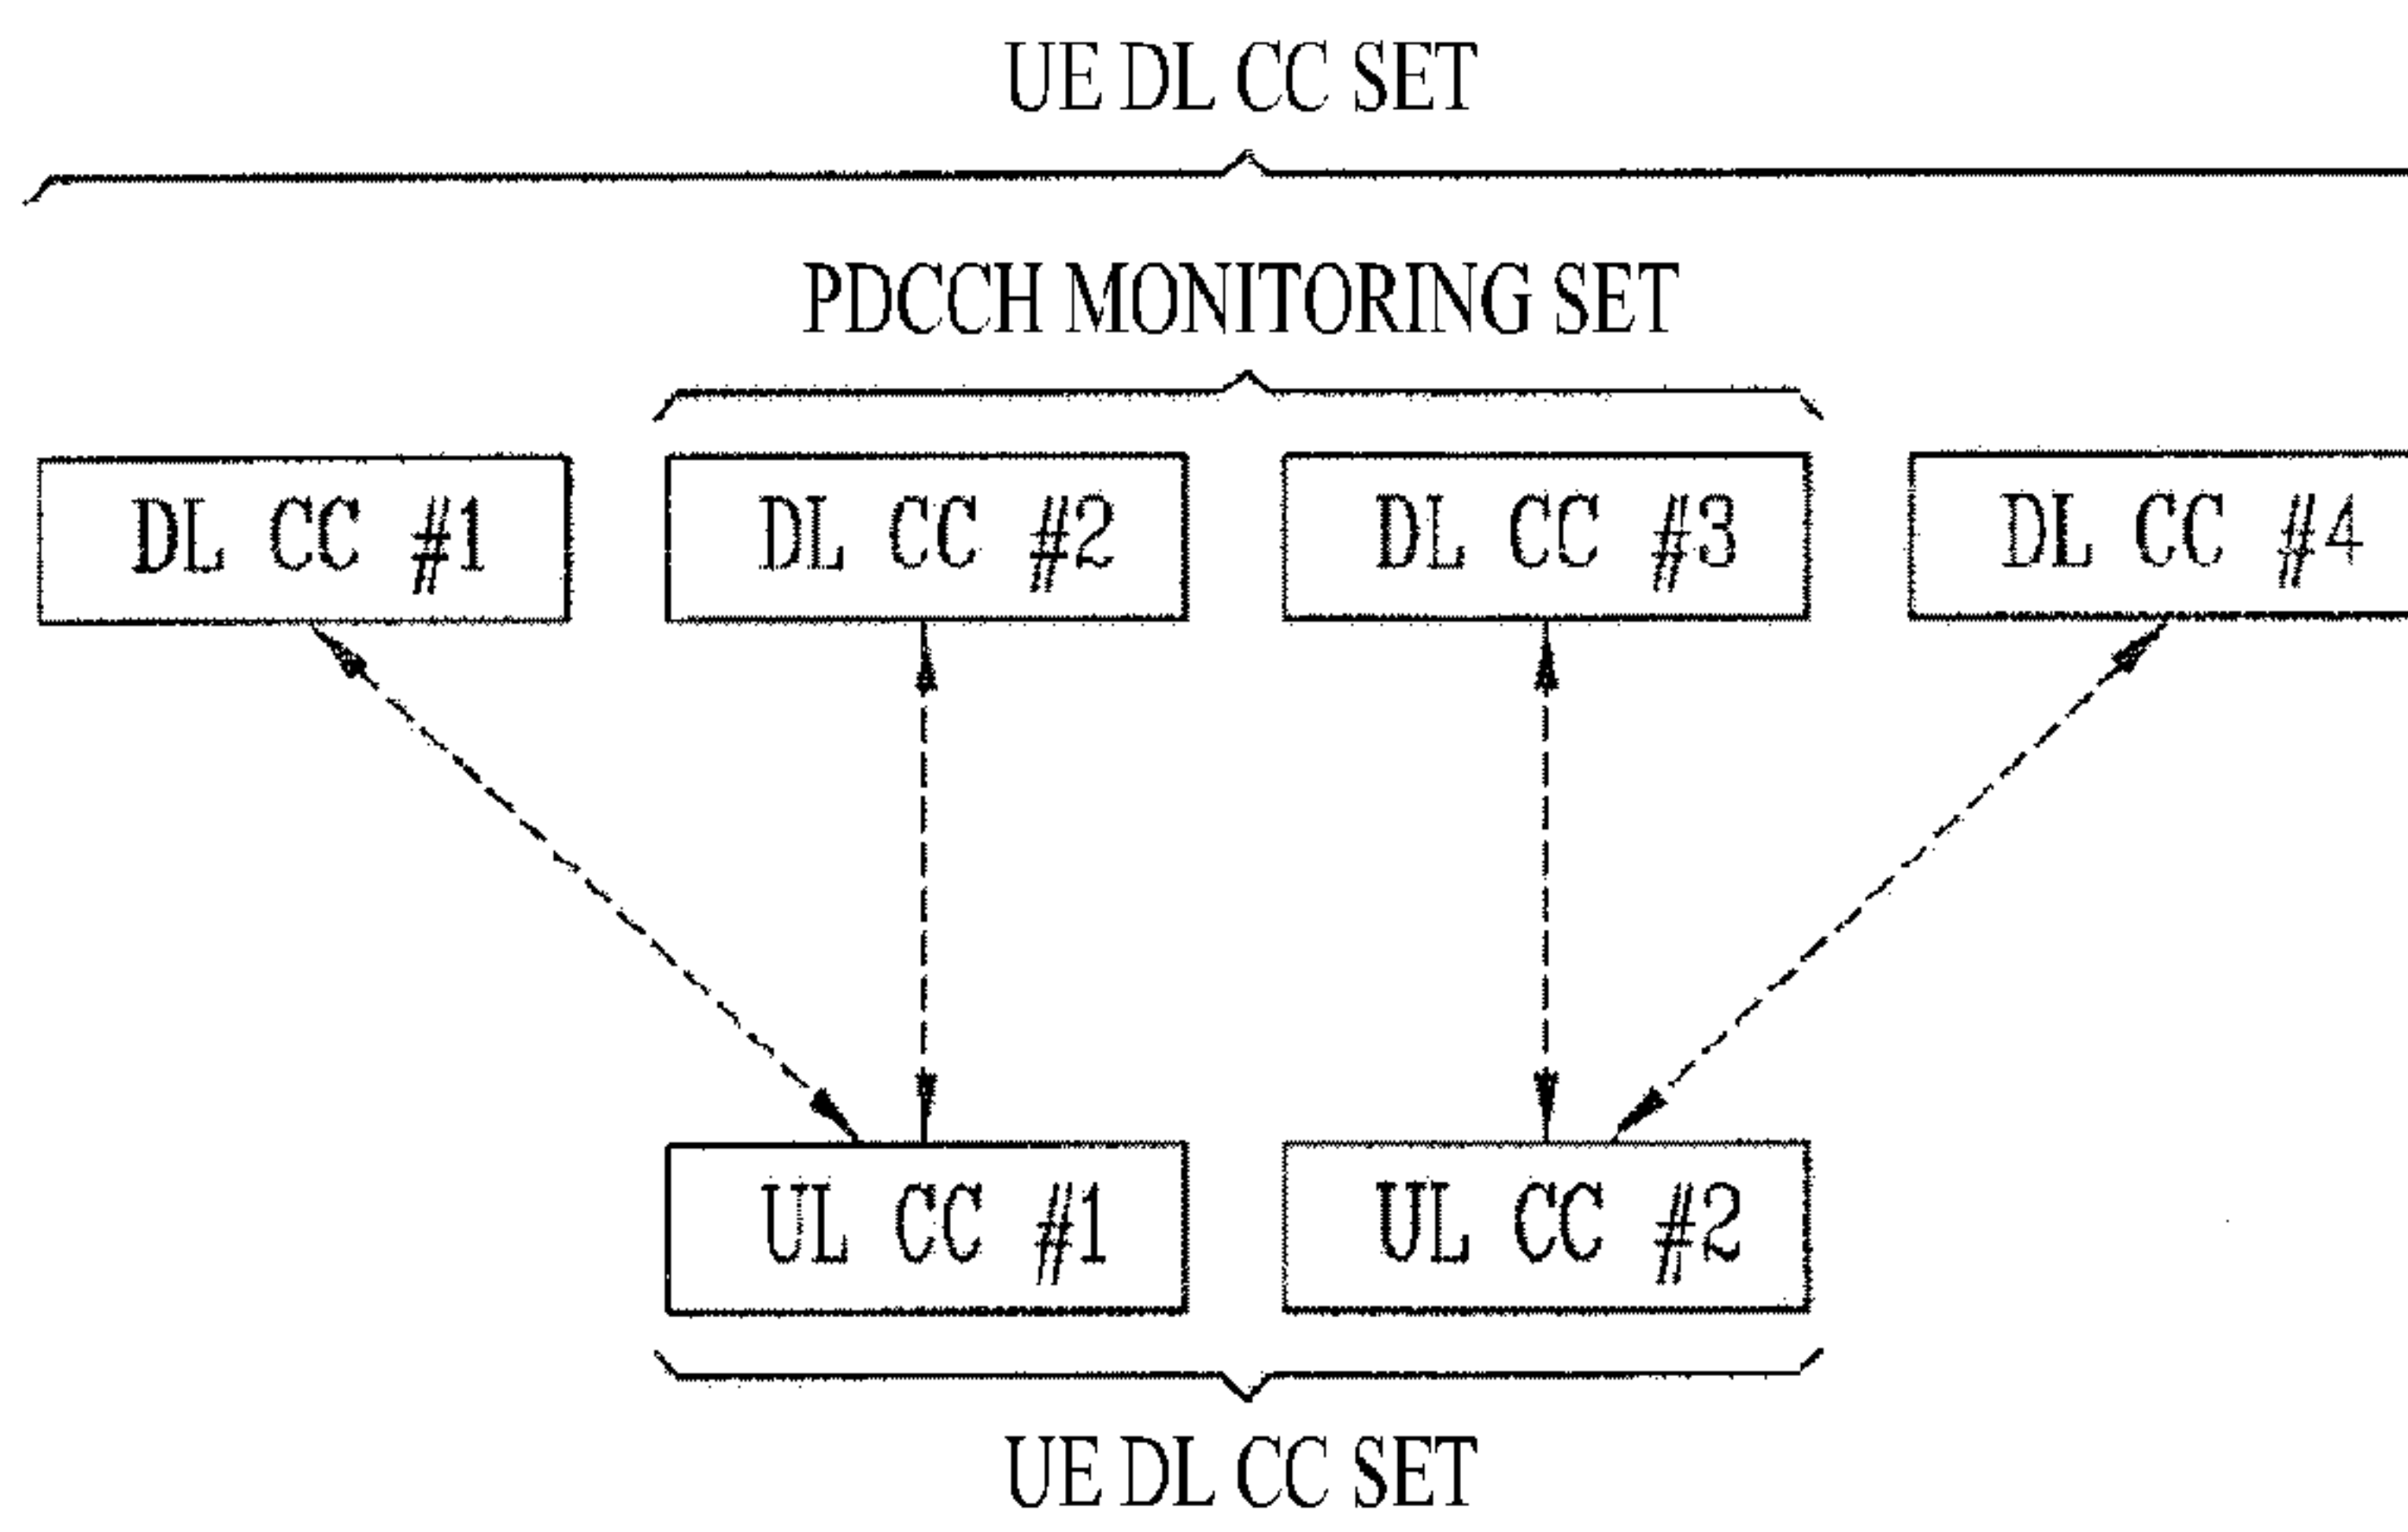 UE DL CC SET
PDCCH MONITORING SET
DL CC #1 DL CC #2 DL CC #3 DL CC #4
UL CC #1 UL CC #2
UE DL CC SET